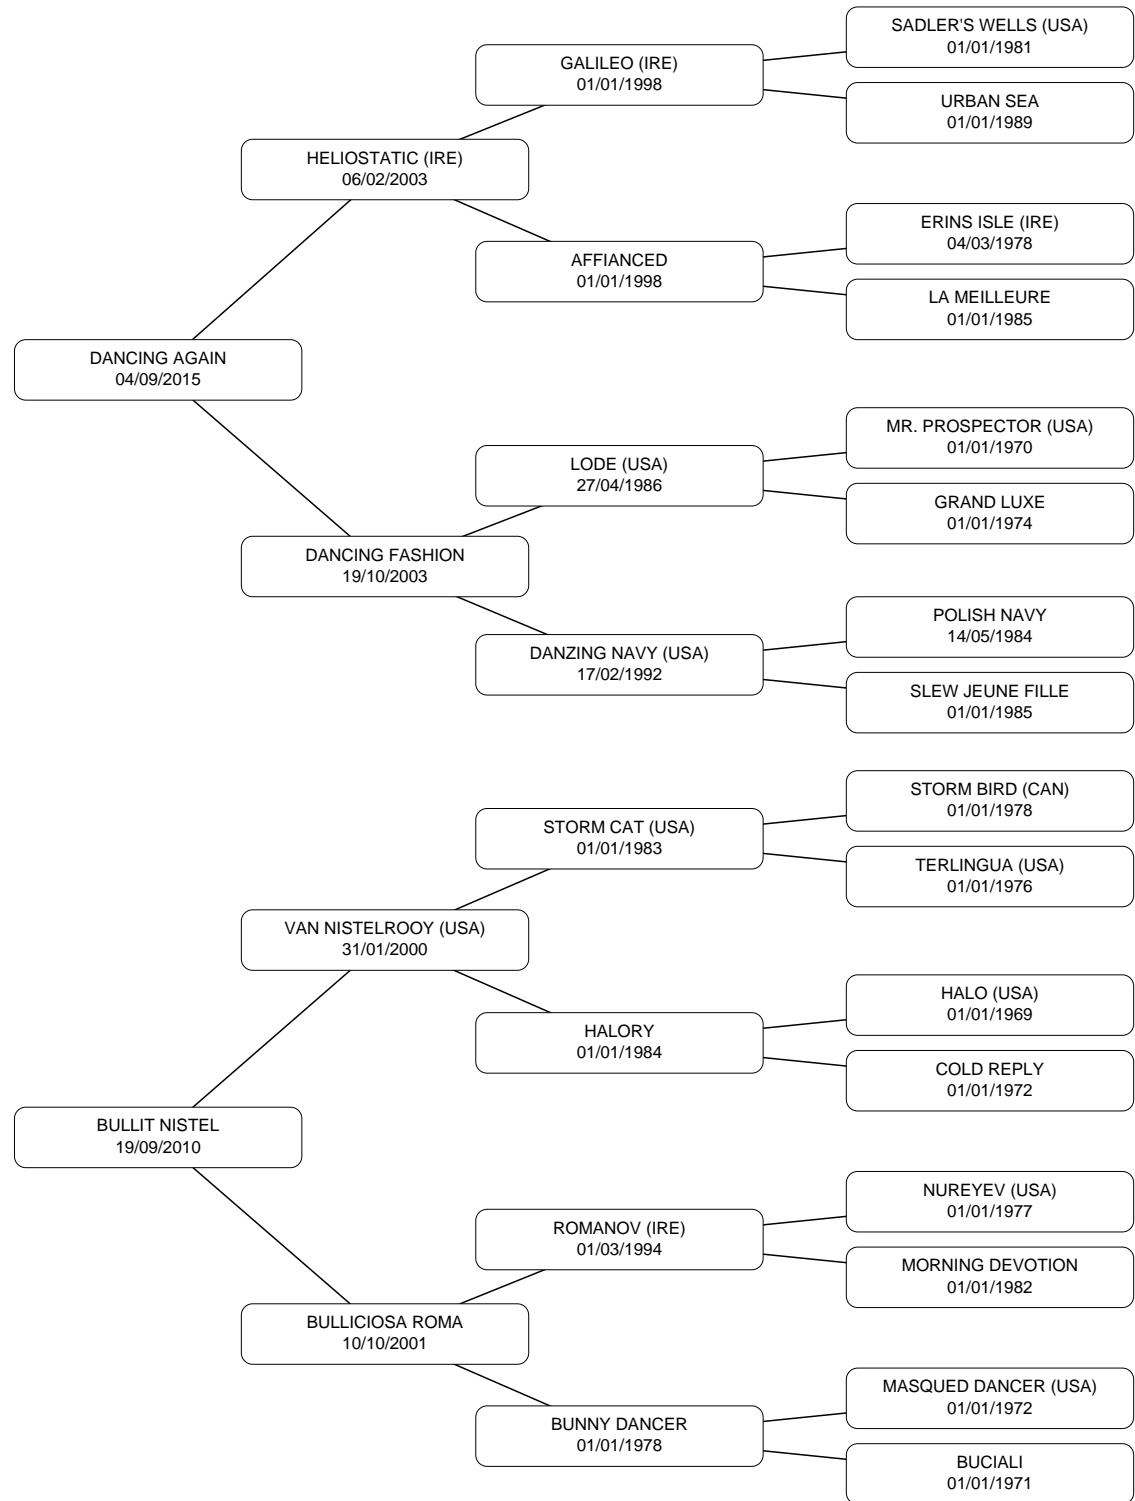 SADLER'S WELLS (USA)
01/01/1981
GALILEO (IRE)
01/01/1998
URBAN SEA
01/01/1989
HELIOSTATIC (IRE)
06/02/2003
ERINS ISLE (IRE)
04/03/1978
AFFIANCED
01/01/1998
LA MEILLEURE
01/01/1985
DANCING AGAIN
04/09/2015
MR. PROSPECTOR (USA)
01/01/1970
LODE (USA)
27/04/1986
GRAND LUXE
01/01/1974
DANCING FASHION
19/10/2003
POLISH NAVY
14/05/1984
DANZING NAVY (USA)
17/02/1992
SLEW JEUNE FILLE
01/01/1985
STORM BIRD (CAN)
01/01/1978
STORM CAT (USA)
01/01/1983
TERLINGUA (USA)
01/01/1976
VAN NISTELROOY (USA)
31/01/2000
HALO (USA)
01/01/1969
HALORY
01/01/1984
COLD REPLY
01/01/1972
BULLIT NISTEL
19/09/2010
NUREYEV (USA)
01/01/1977
ROMANOV (IRE)
01/03/1994
MORNING DEVOTION
01/01/1982
BULLICIOSA ROMA
10/10/2001
MASQUED DANCER (USA)
01/01/1972
BUNNY DANCER
01/01/1978
BUCIALI
01/01/1971